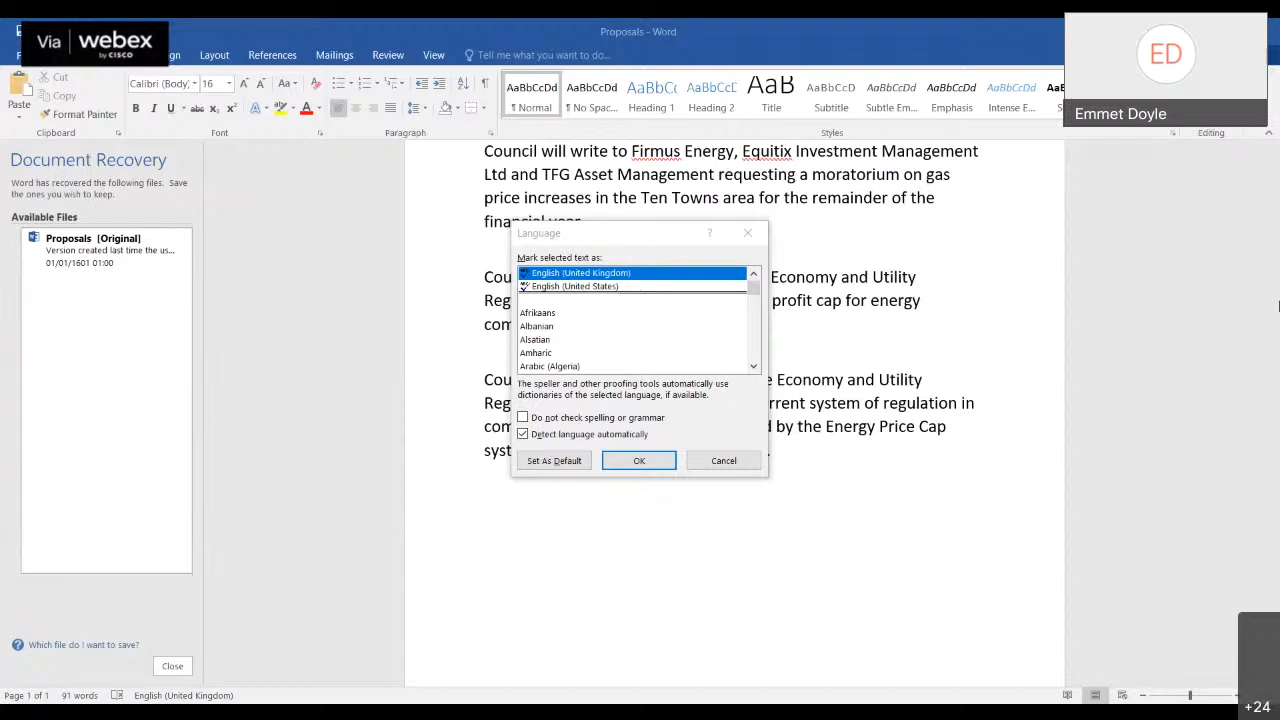 Via webex
by CISCO
Proposals - Word
Layout References Mailings Review View Tell me what you want to do...
ED
Emmet Doyle
Paste
Cut
Copy
Format Painter
Clipboard
Calibri (Body) 16
B I U abc X₂ X²
Font
Paragraph
AaBbCcDd AaBbCcDd AaBbC AaBbCcE AaB AaBbCcD AaBbCcDd AaBbCcDd AaBbCcDd
¶ Normal ¶ No Spac... Heading 1 Heading 2 Title Subtitle Subtle Em... Emphasis Intense E...
Styles
Editing
Document Recovery
Word has recovered the following files. Save
the ones you wish to keep.
Available Files
Proposals [Original]
Version created last time the us...
01/01/1601 01:00
Which file do I want to save?
Close
Council will write to Firmus Energy, Equitix Investment Management
Ltd and TFG Asset Management requesting a moratorium on gas
price increases in the Ten Towns area for the remainder of the
financial year.
Economy and Utility
profit cap for energy
Economy and Utility
system of regulation in
by the Energy Price Cap
Language
Mark selected text as:
English (United Kingdom)
English (United States)
Afrikaans
Albanian
Alsatian
Amharic
Arabic (Algeria)
The speller and other proofing tools automatically use
dictionaries of the selected language, if available.
Do not check spelling or grammar
Detect language automatically
Set As Default OK Cancel
Page 1 of 1 91 words English (United Kingdom)
+24